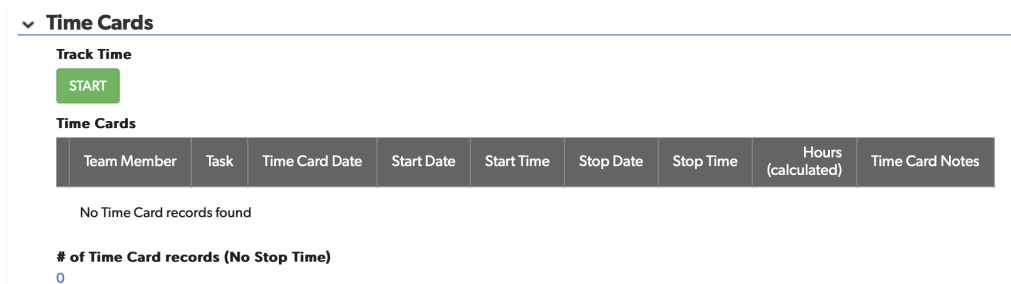 Time Cards
Track Time
START
Time Cards
Team Member Task Time Card Date Start Date Start Time Stop Date Stop Time Hours (calculated) Time Card Notes
No Time Card records found
# of Time Card records (No Stop Time)
0